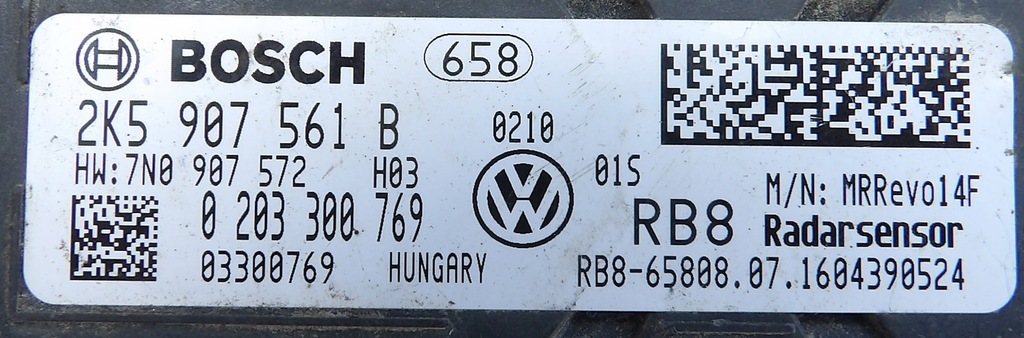 BOSCH 658
2K5 907 561 B 0210
HW:7N0 907 572 H03 01S
M/N: MRRevo14F
0 203 300 769 RB8 Radarsensor
03300769 HUNGARY RB8-65808.07.1604390524